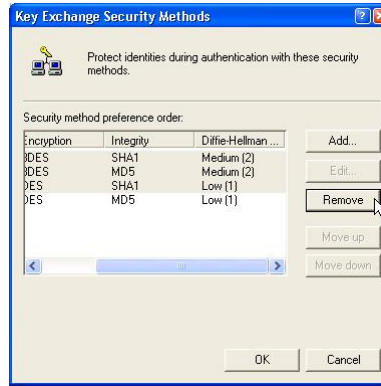 Key Exchange Security Methods
Protect identities during authentication with these security
methods.
Security method preference order:
Encryption Integrity Diffie-Hellman ...
3DES SHA1 Medium (2)
3DES MD5 Medium (2)
DES SHA1 Low (1)
DES MD5 Low (1)
Add...
Edit...
Remove
Move up
Move down
OK Cancel